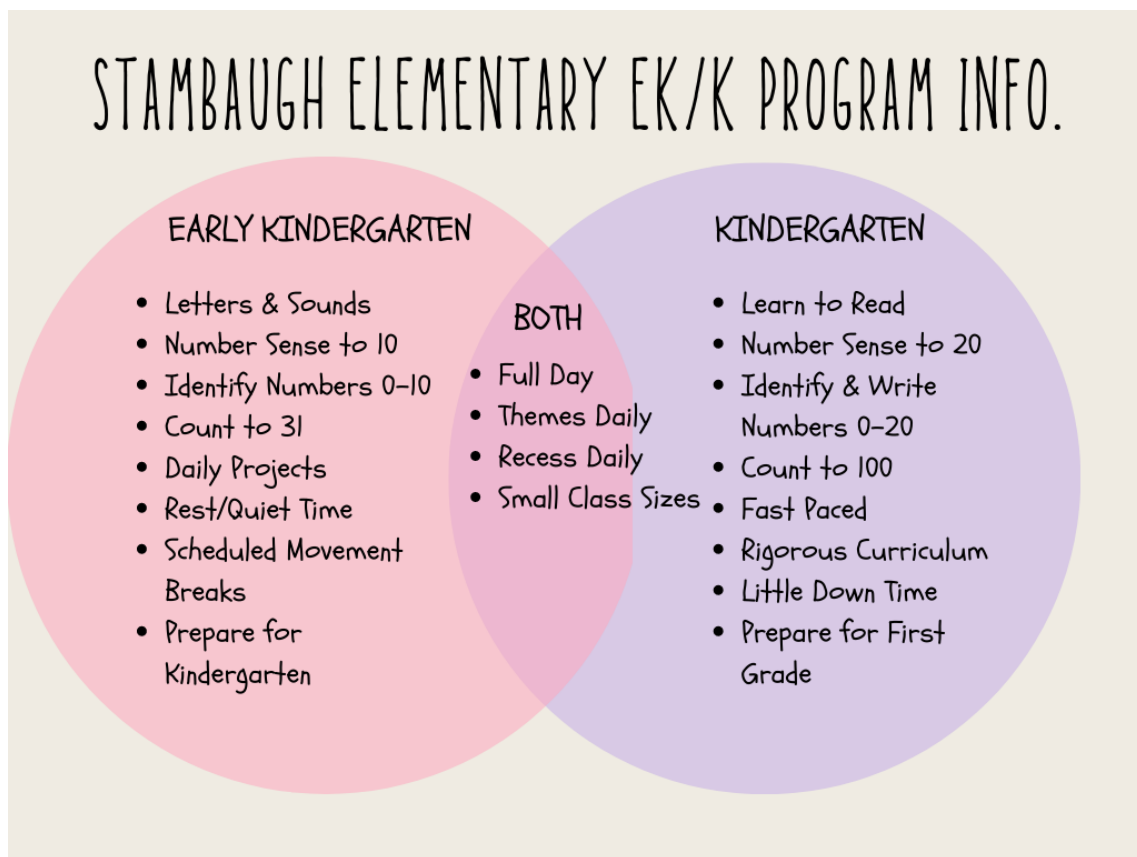 STAMBAUGH ELEMENTARY EK/K PROGRAM INFO.
EARLY KINDERGARTEN
• Letters & Sounds
• Number Sense to 10
• Identify Numbers 0-10
• Count to 31
• Daily Projects
• Rest/Quiet Time
• Scheduled Movement
Breaks
• Prepare for
Kindergarten
BOTH
• Full Day
• Themes Daily
• Recess Daily
• Small Class Sizes
KINDERGARTEN
• Learn to Read
• Number Sense to 20
• Identify & Write
Numbers 0-20
• Count to 100
• Fast Paced
• Rigorous Curriculum
• Little Down Time
• Prepare for First
Grade